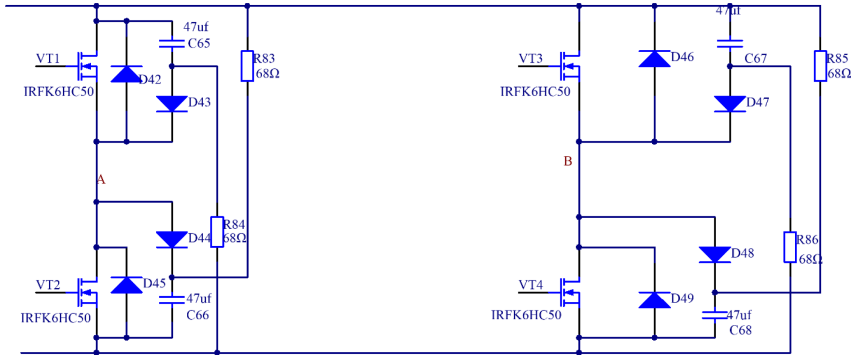 47uf
C65
R83
68Ω
VT1
D42
D43
IRFK6HC50
A
R84
68Ω
D44
VT2
D45
47uf
C66
IRFK6HC50
47uf
C67
R85
68Ω
VT3
D46
D47
IRFK6HC50
B
R86
68Ω
D48
VT4
D49
47uf
C68
IRFK6HC50